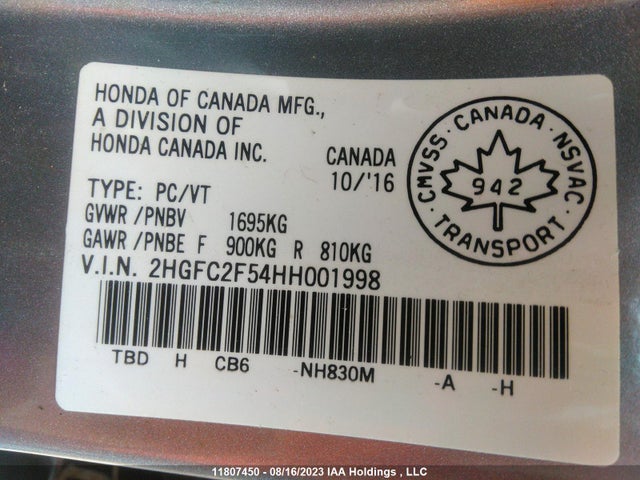 HONDA OF CANADA MFG.,
A DIVISION OF
HONDA CANADA INC.
CANADA
10/'16
TYPE: PC/VT
GVWR /PNBV 1695KG
GAWR /PNBE F 900KG R 810KG
V.I.N. 2HGFC2F54HH001998
TBD H CB6 -NH830M -A -H
CMVSS · CANADA · NSVAC
942
· TRANSPORT ·
11807450 - 08/16/2023 IAA Holdings , LLC